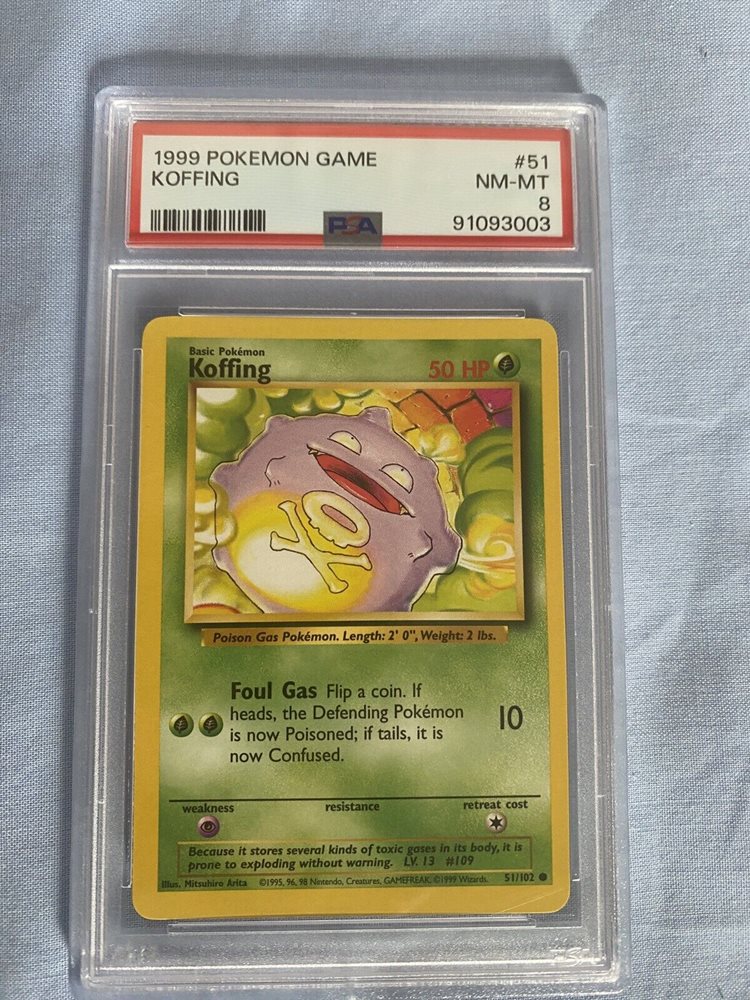 1999 POKEMON GAME #51
KOFFING NM-MT
8
PSA 91093003
Basic Pokémon
Koffing 50 HP
Poison Gas Pokémon. Length: 2' 0", Weight: 2 lbs.
Foul Gas Flip a coin. If
heads, the Defending Pokémon
is now Poisoned; if tails, it is
now Confused.
10
weakness resistance retreat cost
Because it stores several kinds of toxic gases in its body, it is
prone to exploding without warning. LV. 13 #109
Illus. Mitsuhiro Arita ©1995, 96, 98 Nintendo, Creatures, GAMEFREAK. ©1999 Wizards. 51/102